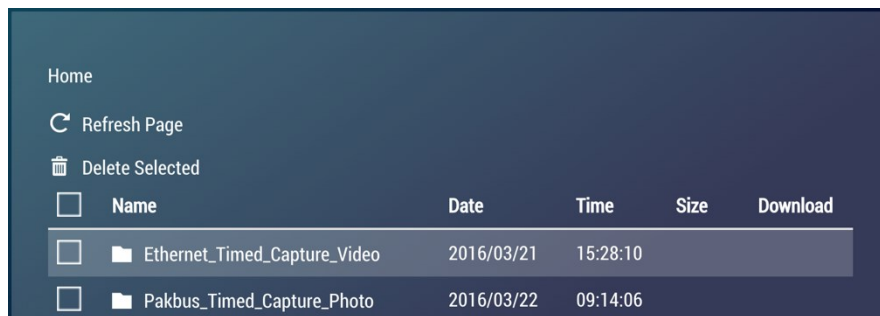 Home
Refresh Page
Delete Selected
Name Date Time Size Download
Ethernet_Timed_Capture_Video 2016/03/21 15:28:10
Pakbus_Timed_Capture_Photo 2016/03/22 09:14:06